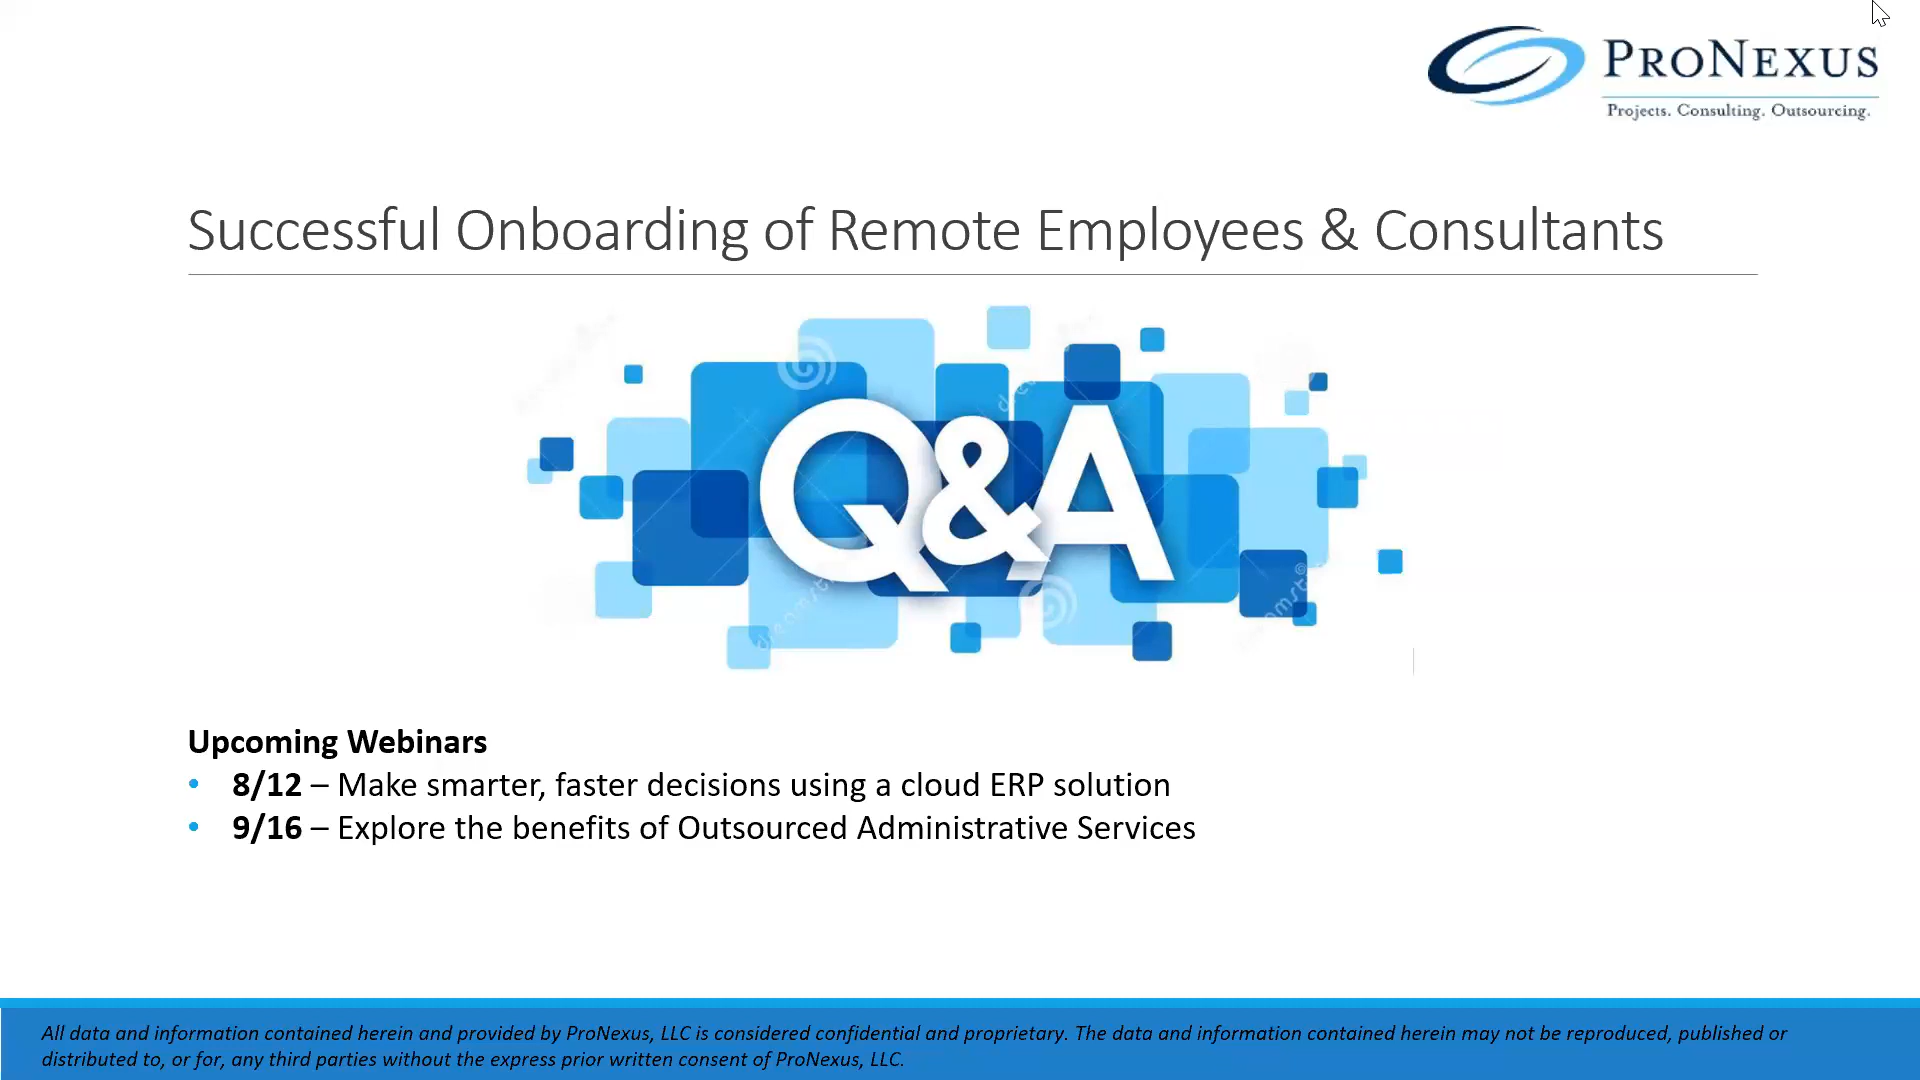 PRONEXUS
Projects. Consulting. Outsourcing.
Successful Onboarding of Remote Employees & Consultants
Q&A
Upcoming Webinars
• 8/12 – Make smarter, faster decisions using a cloud ERP solution
• 9/16 – Explore the benefits of Outsourced Administrative Services
All data and information contained herein and provided by ProNexus, LLC is considered confidential and proprietary. The data and information contained herein may not be reproduced, published or
distributed to, or for, any third parties without the express prior written consent of ProNexus, LLC.